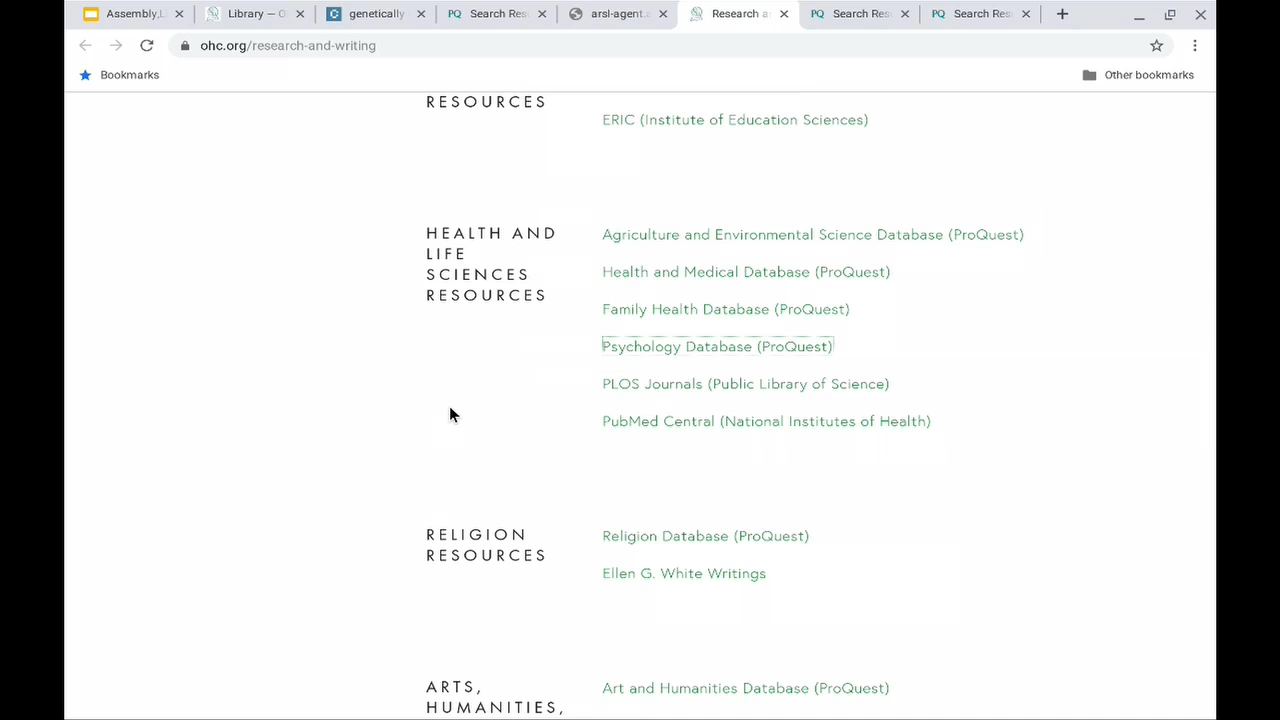 Assembly,L
Library — O
genetically
Search Res
arsl-agent.a
Research a
Search Res
Search Res
ohc.org/research-and-writing
Bookmarks
Other bookmarks
RESOURCES
ERIC (Institute of Education Sciences)
HEALTH AND
LIFE
SCIENCES
RESOURCES
Agriculture and Environmental Science Database (ProQuest)
Health and Medical Database (ProQuest)
Family Health Database (ProQuest)
Psychology Database (ProQuest)
PLOS Journals (Public Library of Science)
PubMed Central (National Institutes of Health)
RELIGION
RESOURCES
Religion Database (ProQuest)
Ellen G. White Writings
ARTS,
HUMANITIES,
Art and Humanities Database (ProQuest)